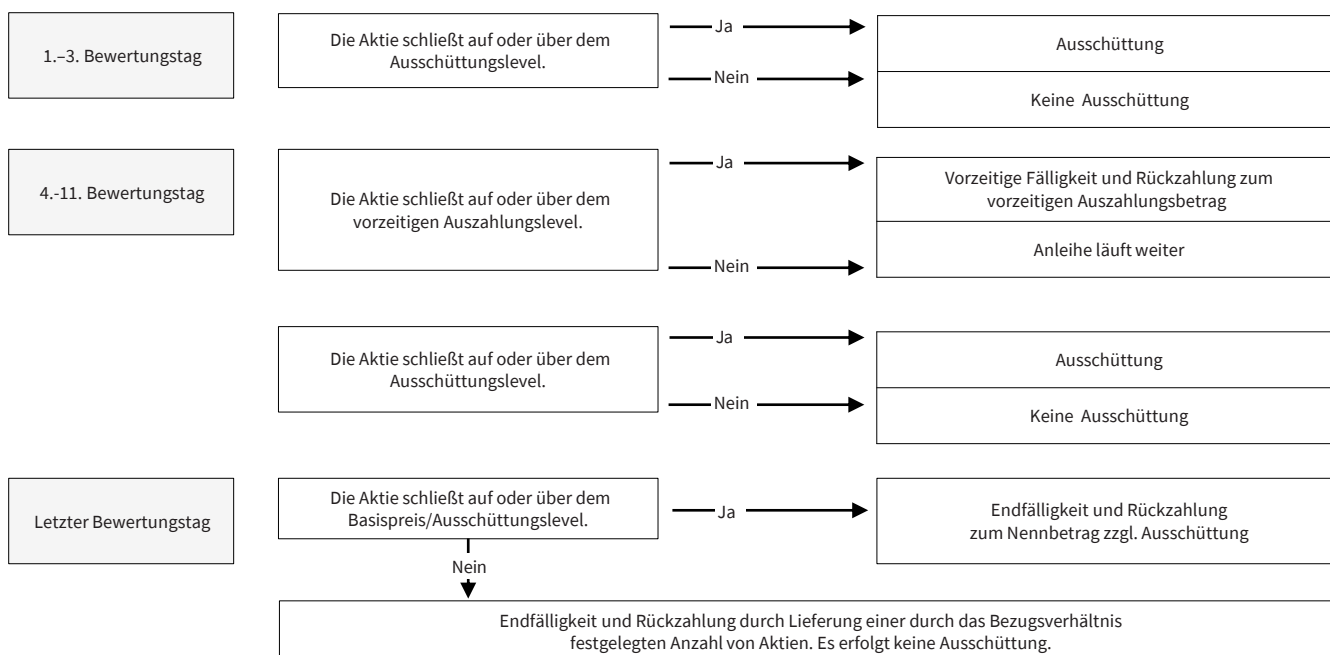 1.–3. Bewertungstag
Die Aktie schließt auf oder über dem
Ausschüttungslevel.
Ja
Nein
Ausschüttung
Keine Ausschüttung
4.-11. Bewertungstag
Die Aktie schließt auf oder über dem
vorzeitigen Auszahlungslevel.
Ja
Nein
Vorzeitige Fälligkeit und Rückzahlung zum
vorzeitigen Auszahlungsbetrag
Anleihe läuft weiter
Die Aktie schließt auf oder über dem
Ausschüttungslevel.
Ja
Nein
Ausschüttung
Keine Ausschüttung
Letzter Bewertungstag
Die Aktie schließt auf oder über dem
Basispreis/Ausschüttungslevel.
Ja
Endfälligkeit und Rückzahlung
zum Nennbetrag zzgl. Ausschüttung
Nein
Endfälligkeit und Rückzahlung durch Lieferung einer durch das Bezugsverhältnis
festgelegten Anzahl von Aktien. Es erfolgt keine Ausschüttung.